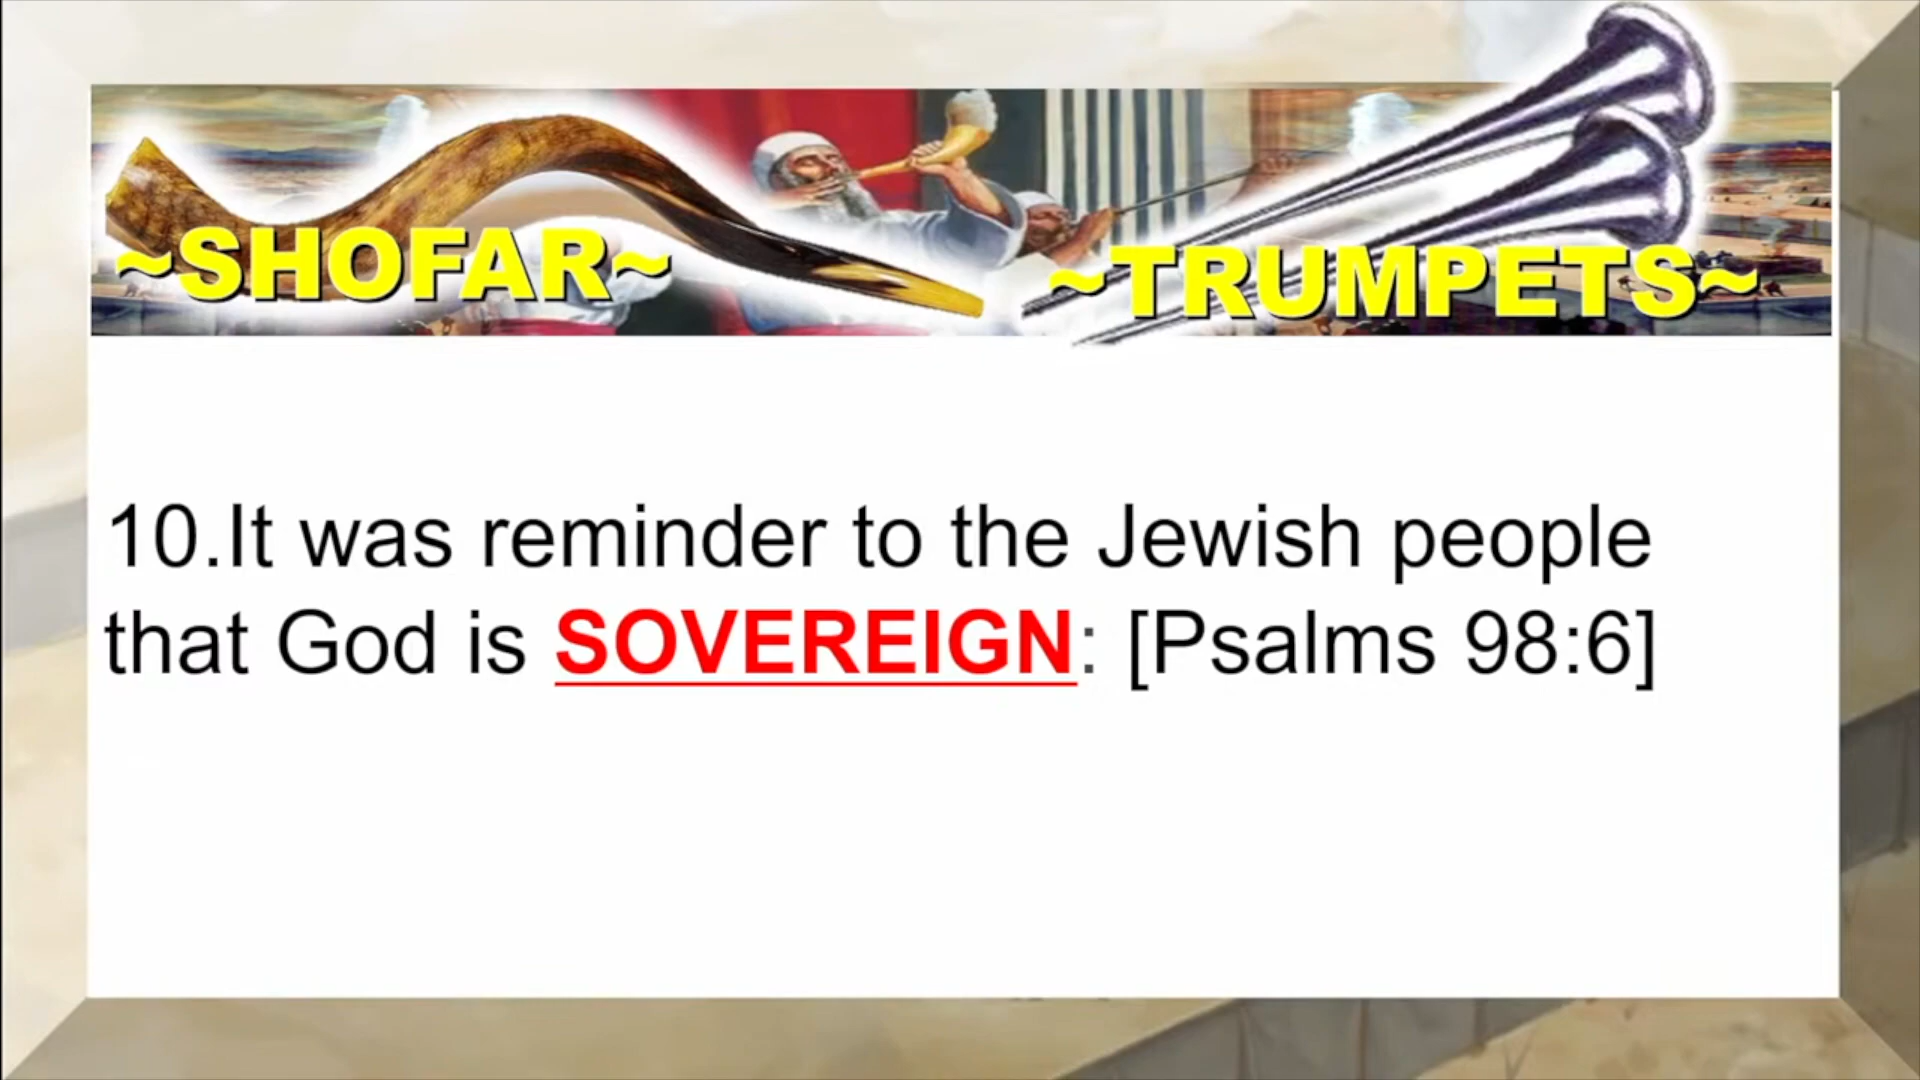 ~SHOFAR~
~TRUMPETS~
10.It was reminder to the Jewish people
that God is SOVEREIGN: [Psalms 98:6]